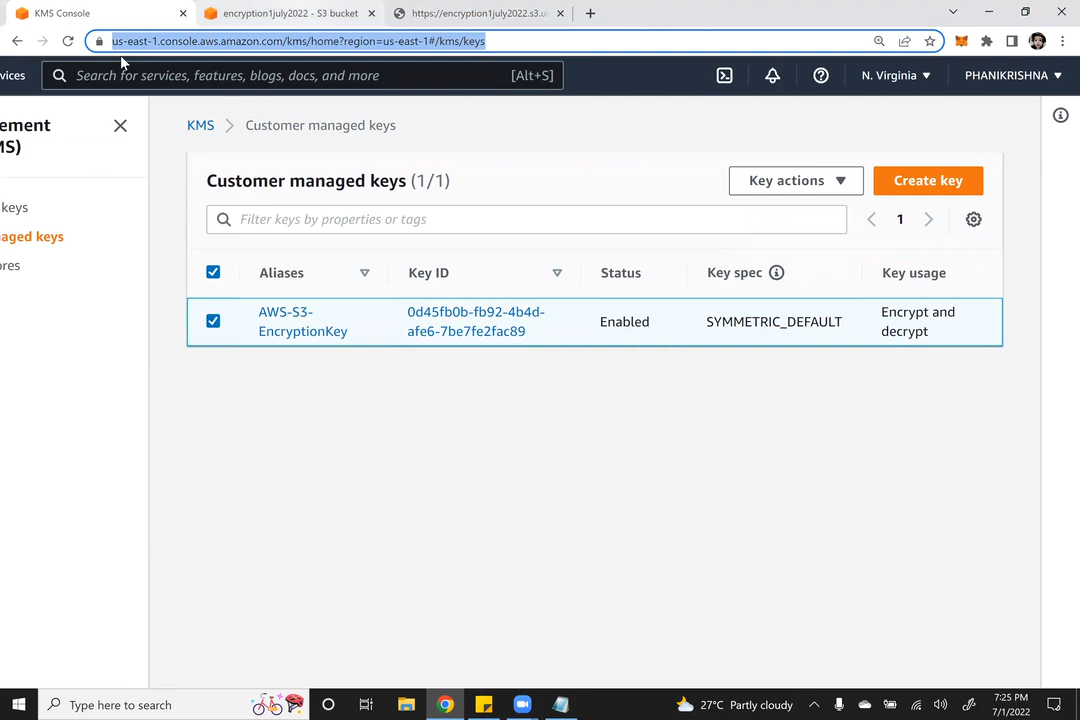 KMS Console
encryption1july2022 - S3 bucket
https://encryption1july2022.s3.u
us-east-1.console.aws.amazon.com/kms/home?region=us-east-1#/kms/keys
vices
Search for services, features, blogs, docs, and more
[Alt+S]
N. Virginia
PHANIKRISHNA
ement
MS)
keys
aged keys
ores
KMS
Customer managed keys
Customer managed keys (1/1)
Key actions
Create key
Filter keys by properties or tags
1
Aliases
Key ID
Status
Key spec
Key usage
AWS-S3-
EncryptionKey
0d45fb0b-fb92-4b4d-
afe6-7be7fe2fac89
Enabled
SYMMETRIC_DEFAULT
Encrypt and
decrypt
Type here to search
27°C Partly cloudy
7:25 PM
7/1/2022